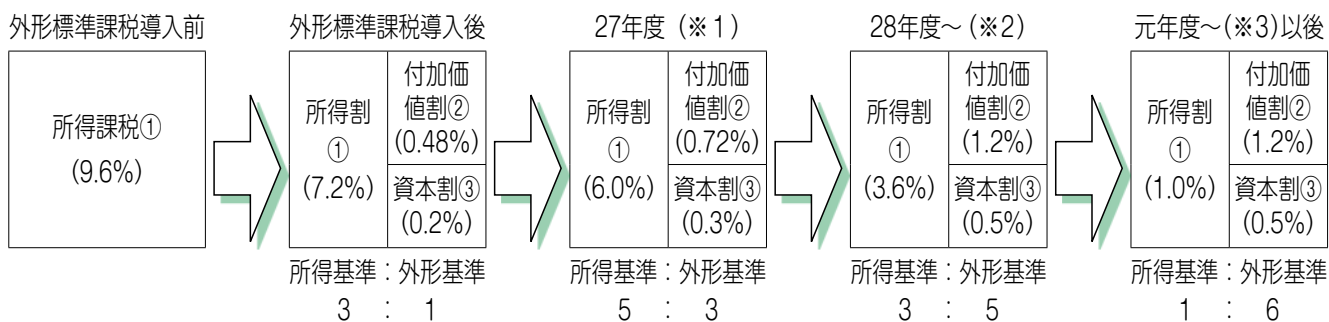 外形標準課税導入前
所得課税①
(9.6%)
外形標準課税導入後
所得割
①
(7.2%)
付加価
値割②
(0.48%)
資本割③
(0.2%)
所得基準：外形基準
3 : 1
27年度（※1）
所得割
①
(6.0%)
付加価
値割②
(0.72%)
資本割③
(0.3%)
所得基準：外形基準
5 : 3
28年度～(※2)
所得割
①
(3.6%)
付加価
値割②
(1.2%)
資本割③
(0.5%)
所得基準：外形基準
3 : 5
元年度～(※3)以後
所得割
①
(1.0%)
付加価
値割②
(1.2%)
資本割③
(0.5%)
所得基準：外形基準
1 : 6